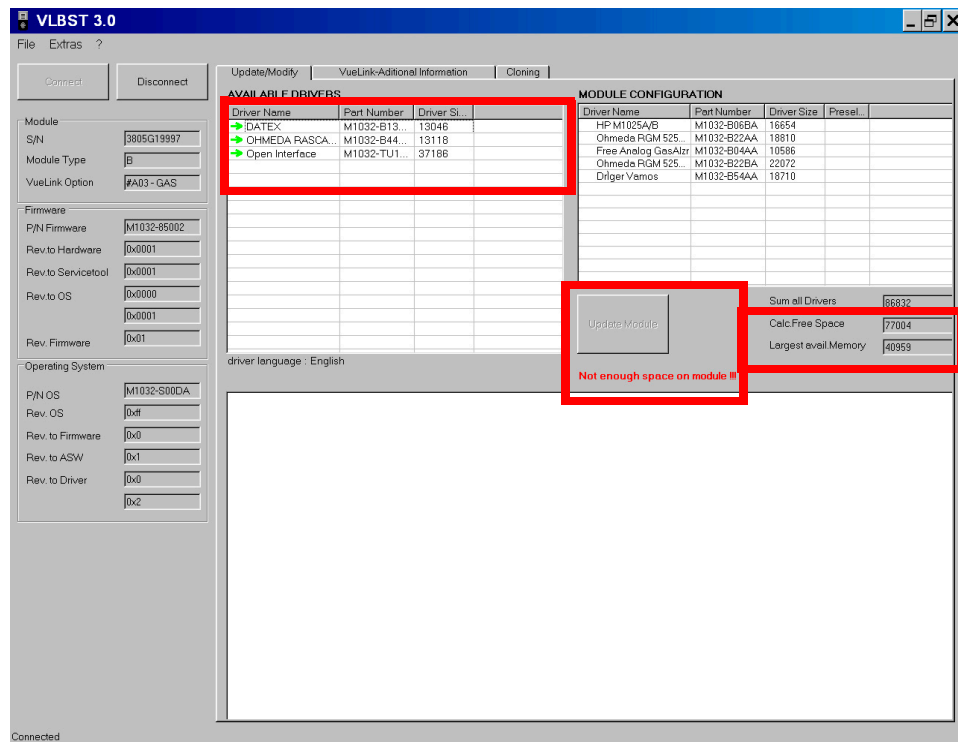 VLBST 3.0
File Extras ?
Connect
Disconnect
Module
S/N 3805G19997
Module Type B
VueLink Option #A03 - GAS
Firmware
P/N Firmware M1032-85002
Rev.to Hardware 0x0001
Rev.to Servicetool 0x0001
Rev.to OS 0x0000
0x0001
Rev. Firmware 0x01
Operating System
P/N OS M1032-S00DA
Rev. OS 0xff
Rev. to Firmware 0x0
Rev. to ASW 0x1
Rev. to Driver 0x0
0x2
Update/Modify VueLink-Aditional Information Cloning
AVAILABLE DRIVERS
Driver Name Part Number Driver Si...
DATEX M1032-B13... 13046
OHMEDA RASCA... M1032-B44... 13118
Open Interface M1032-TU1... 37186
driver language : English
MODULE CONFIGURATION
Driver Name Part Number Driver Size Presel...
HP M1025A/B M1032-B06BA 16654
Ohmeda RGM 525... M1032-B22AA 18810
Free Analog GasAlzr M1032-B04AA 10586
Ohmeda RGM 525... M1032-B22BA 22072
Drlger Vamos M1032-B54AA 18710
Update Module
Not enough space on module !!!
Sum all Drivers 86832
Calc.Free Space 77004
Largest avail.Memory 40959
Connected